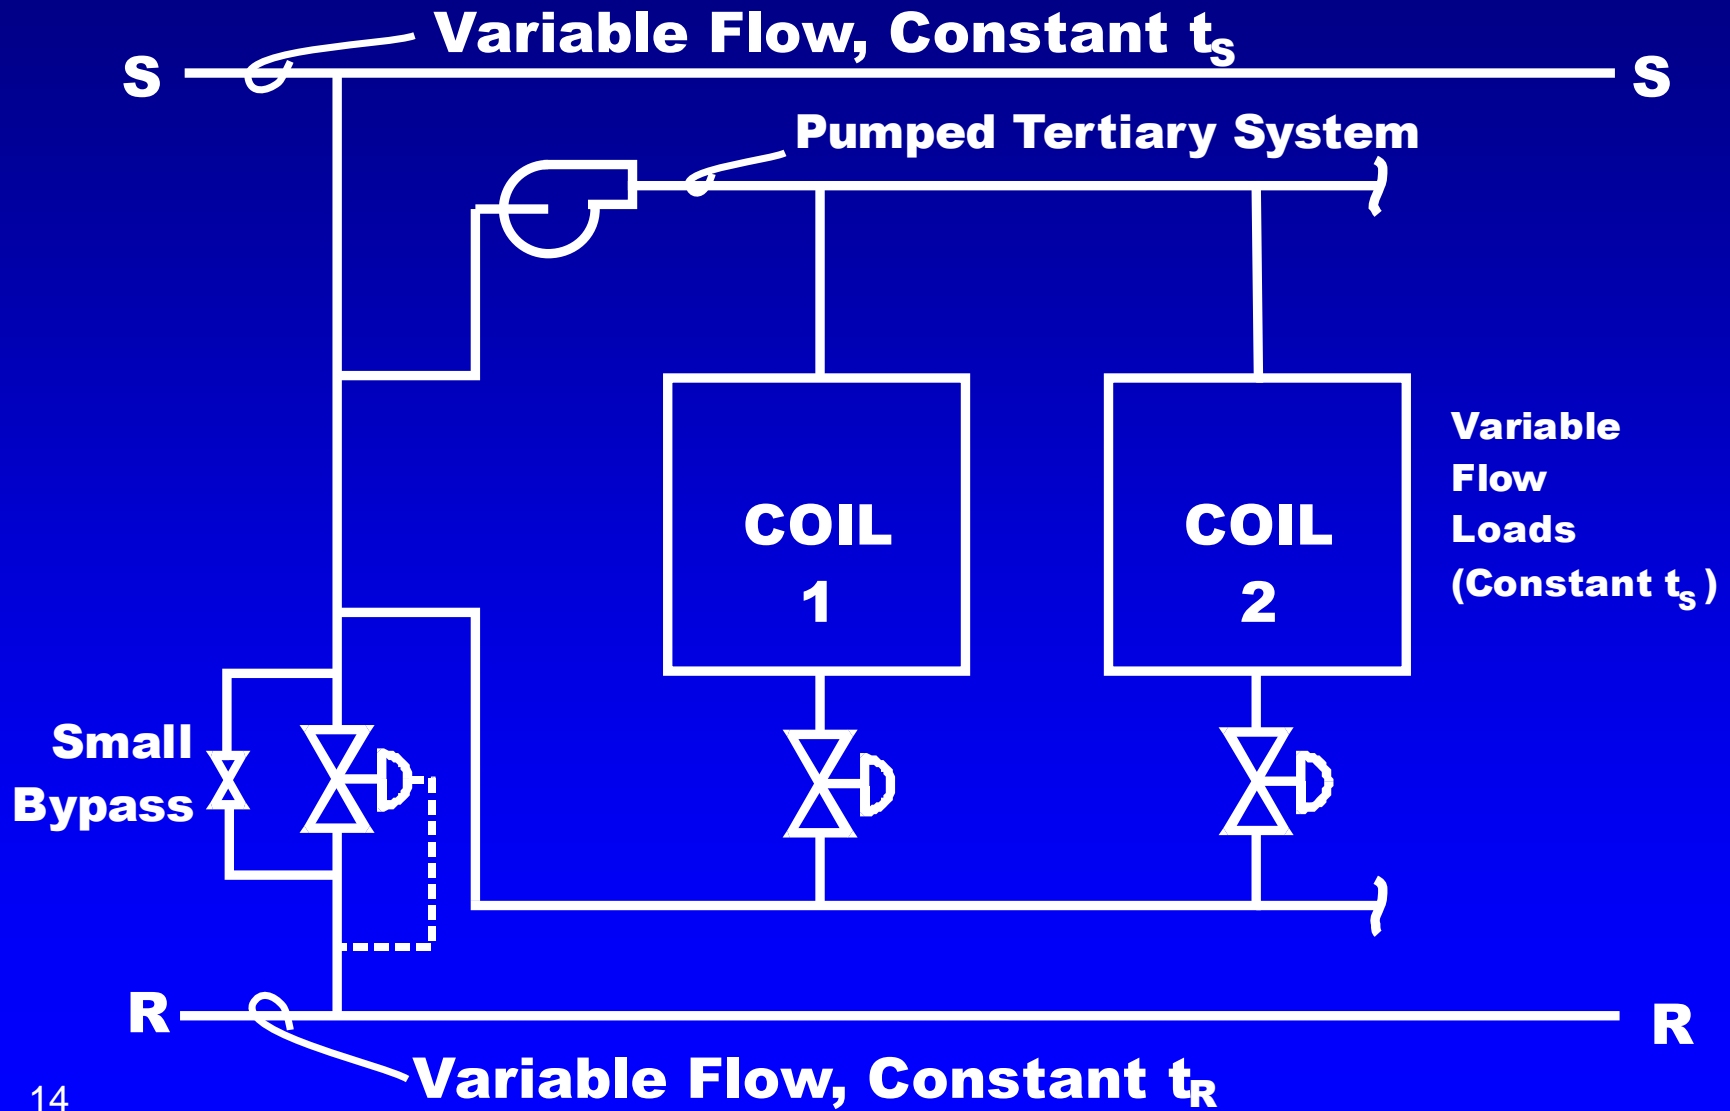 Variable Flow, Constant tS
S
S
Pumped Tertiary System
COIL
1
COIL
2
Variable
Flow
Loads
(Constant tS)
Small
Bypass
R
R
Variable Flow, Constant tR
14